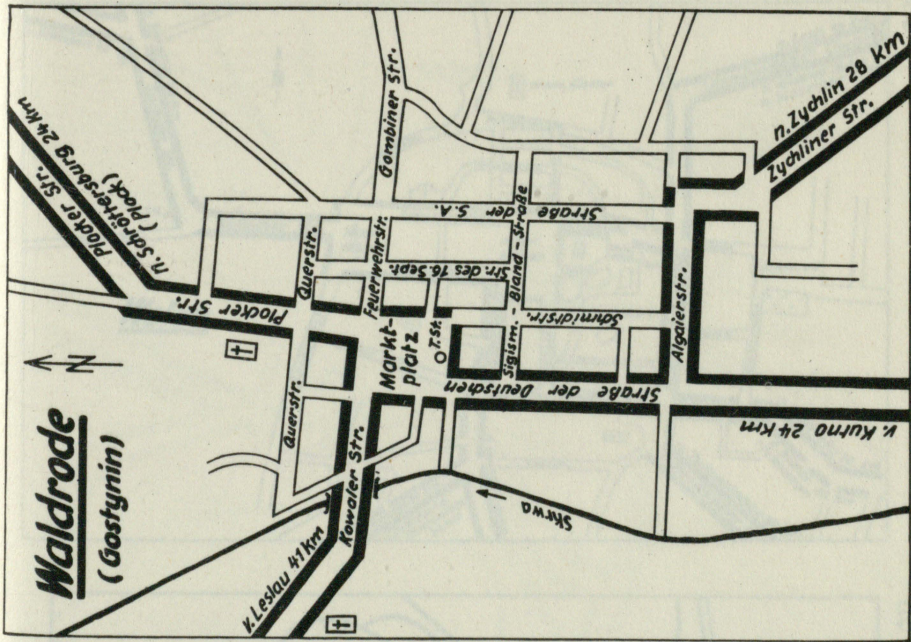 Waldrode
(Gostynin)
N
Plocker Str.
n. Schröttersburg 24 Km
(Plock)
Plocker Str.
Querstr.
Querstr.
Gombiner Str.
Feuerwehrstr.
Markt-
platz
T. St.
Str. des 16. Sept.
Straße der S.A.
Sigism.-Bland-Straße
Schmidtstr.
Straße der Deutschen
Algaierstr.
n. Zychlin 28 Km
Zychliner Str.
v. Kutno 24 Km
Skrwa
Kowaler Str.
v. Leslau 41 Km